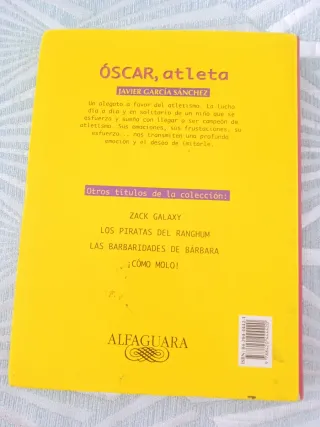 ÓSCAR, atleta
JAVIER GARCÍA SÁNCHEZ
Un alegato a favor del atletismo. La lucha
día a día y en solitario de un niño que se
esfuerza y sueña con llegar a ser campeón de
atletismo. Sus emociones, sus frustraciones, su
esfuerzo... nos transmiten una profunda
emoción y el deseo de imitarle.
Otros títulos de la colección:
ZACK GALAXY
LOS PIRATAS DEL RANGHUM
LAS BARBARIDADES DE BÁRBARA
¡CÓMO MOLO!
ALFAGUARA